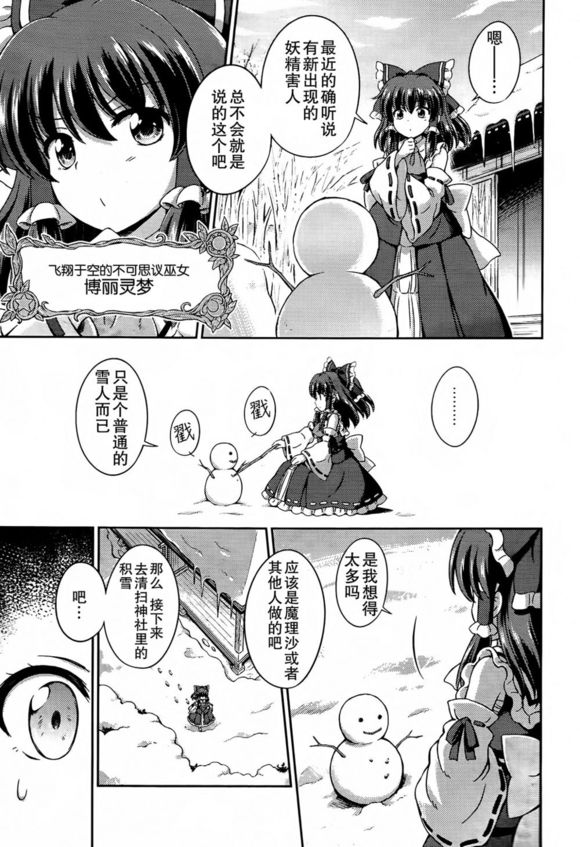 嗯
——…
最近的确听说
有新出现的
妖精害人
总不会就是
说的这个吧
飞翔于空的不可思议巫女
博丽灵梦
………
戳
戳
只是个普通的
雪人而已
是我想得
太多吗
应该是魔理沙或者
其他人做的吧
那么 接下来
去清扫神社里的
积雪
吧…